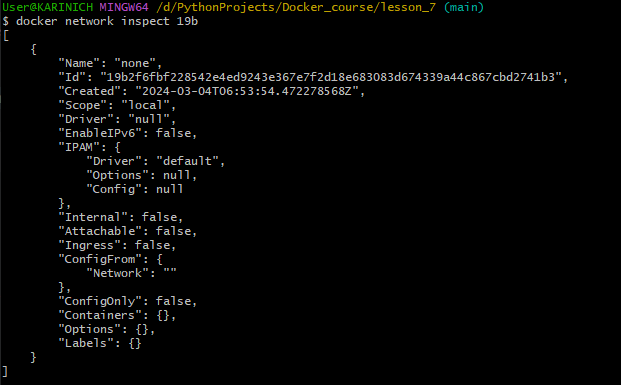 User@KARINICH MINGW64 /d/PythonProjects/Docker_course/lesson_7 (main)
$ docker network inspect 19b
[
    {
        "Name": "none",
        "Id": "19b2f6fbf228542e4ed9243e367e7f2d18e683083d674339a44c867cbd2741b3",
        "Created": "2024-03-04T06:53:54.472278568Z",
        "Scope": "local",
        "Driver": "null",
        "EnableIPv6": false,
        "IPAM": {
            "Driver": "default",
            "Options": null,
            "Config": null
        },
        "Internal": false,
        "Attachable": false,
        "Ingress": false,
        "ConfigFrom": {
            "Network": ""
        },
        "ConfigOnly": false,
        "Containers": {},
        "Options": {},
        "Labels": {}
    }
]